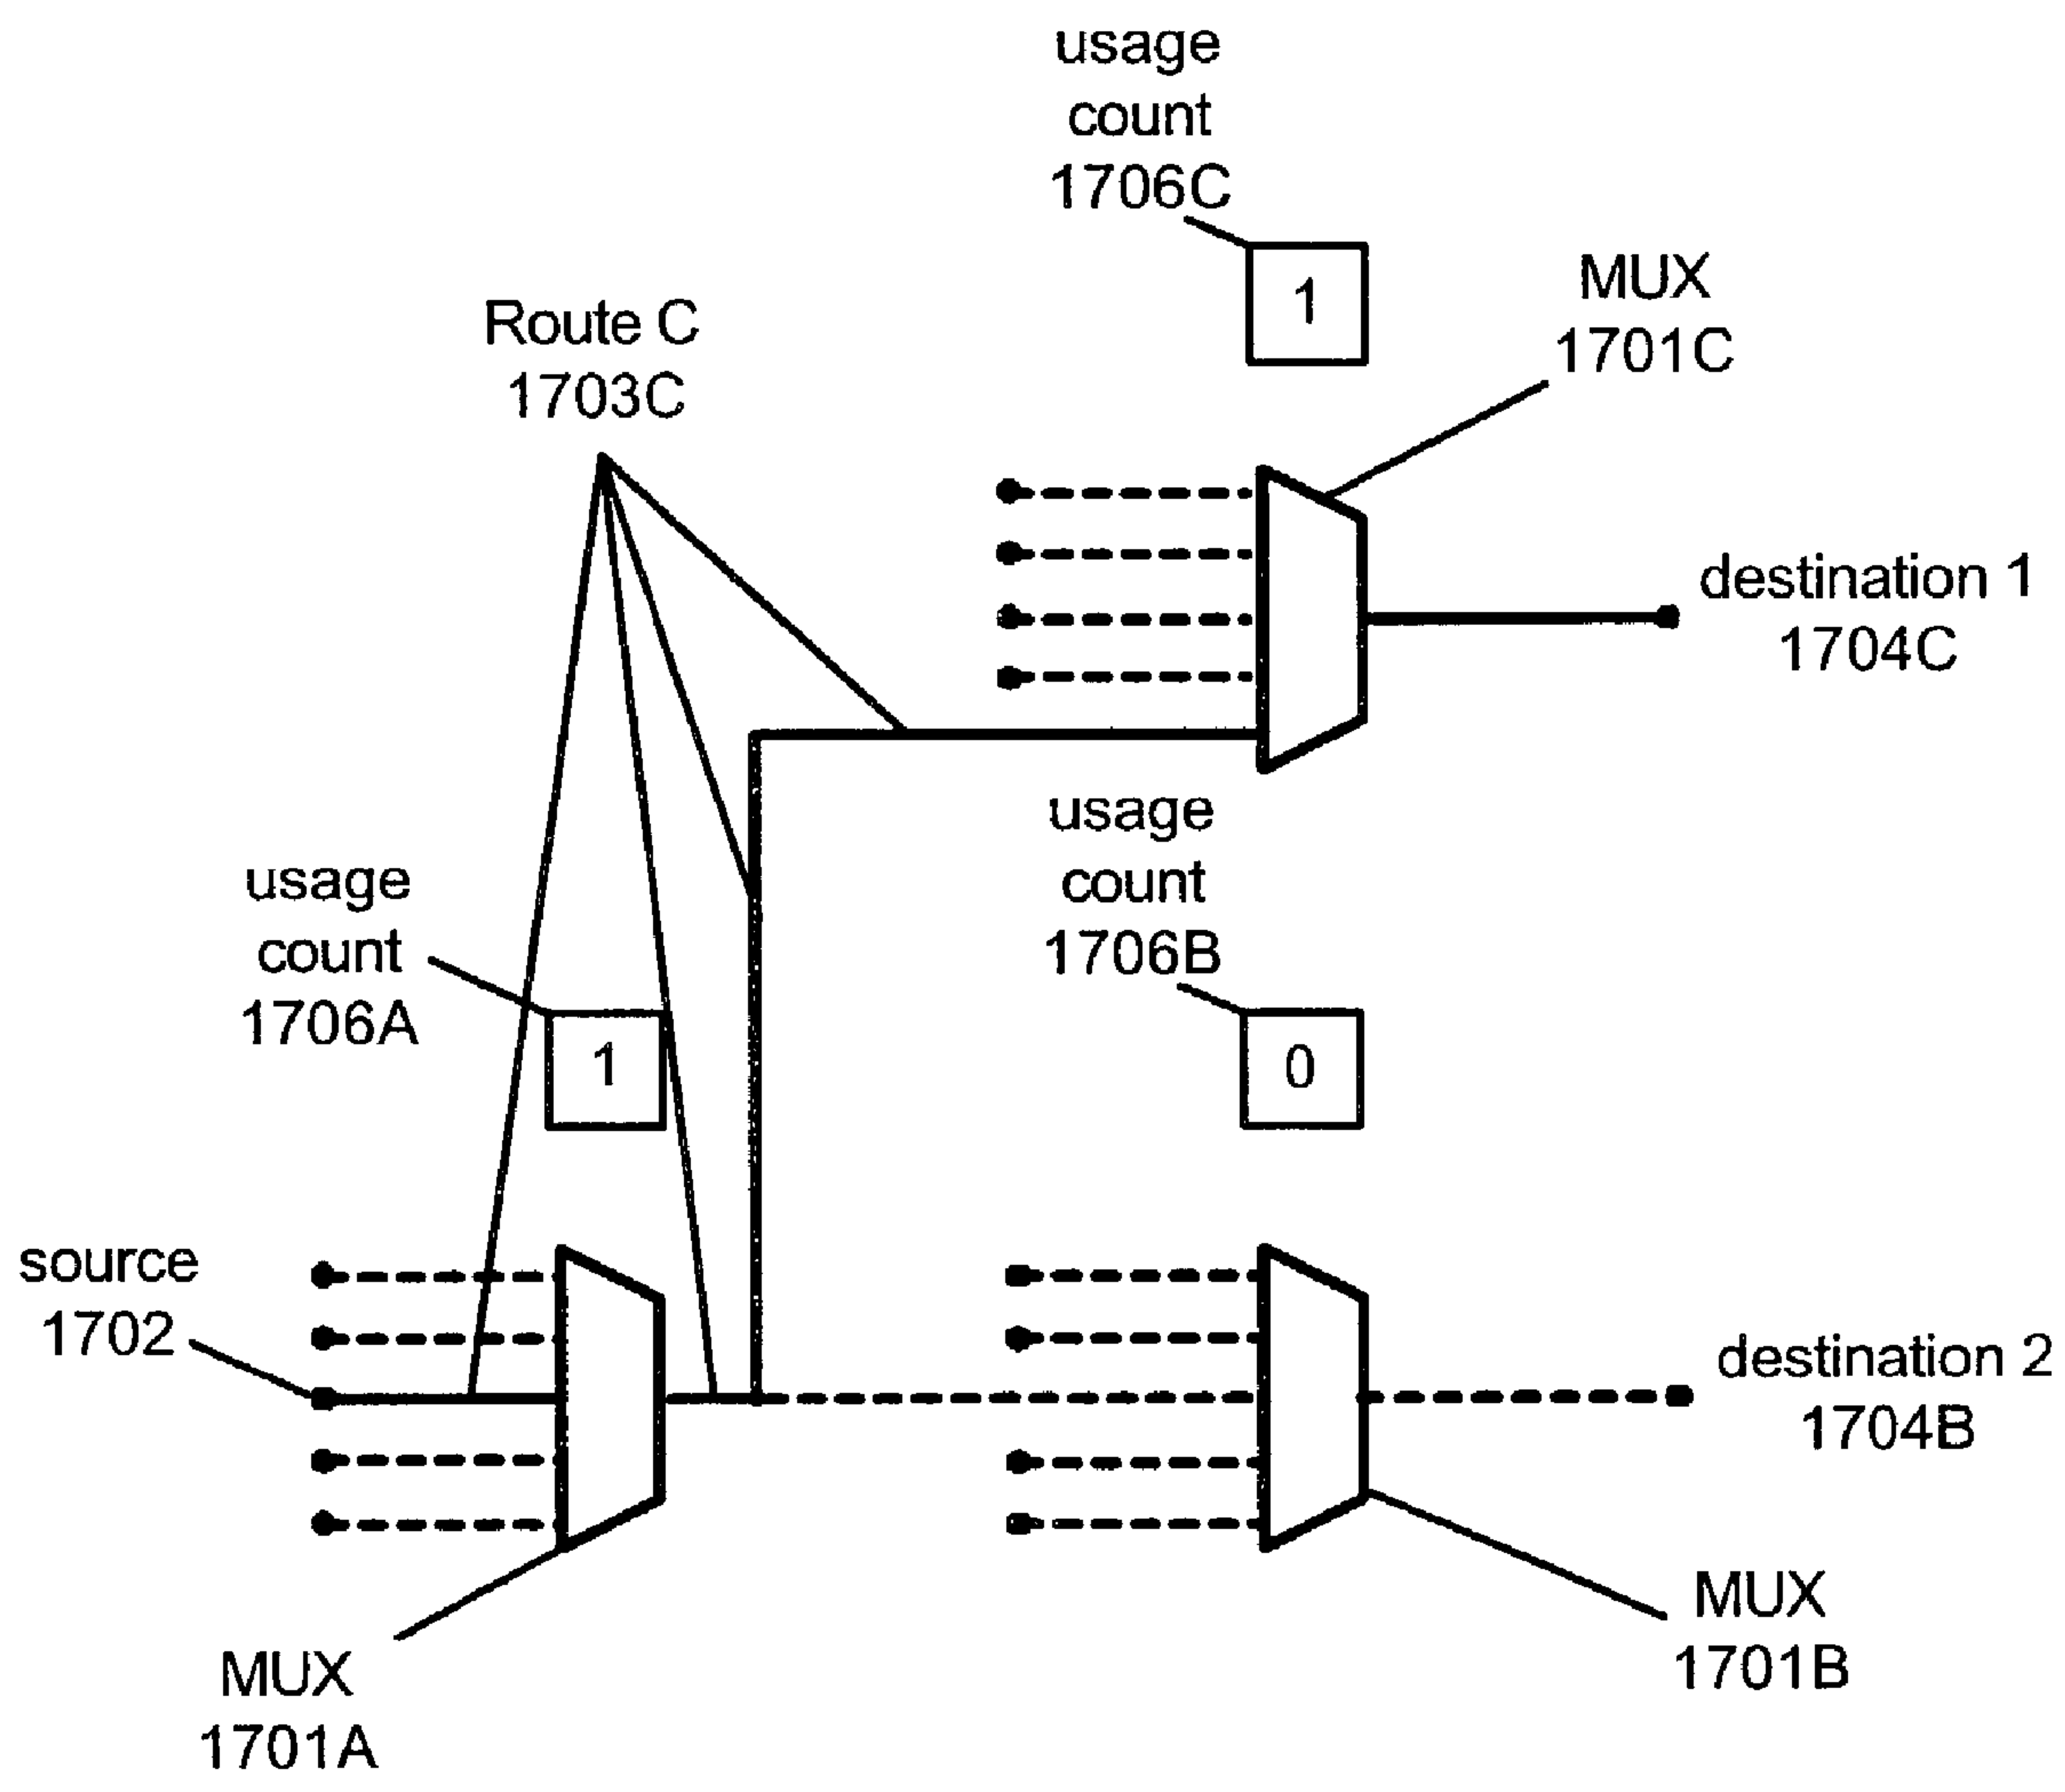 usage
count
1706C
1
MUX
1701C
Route C
1703C
destination 1
1704C
usage
count
1706B
0
usage
count
1706A
1
source
1702
destination 2
1704B
MUX
1701B
MUX
1701A